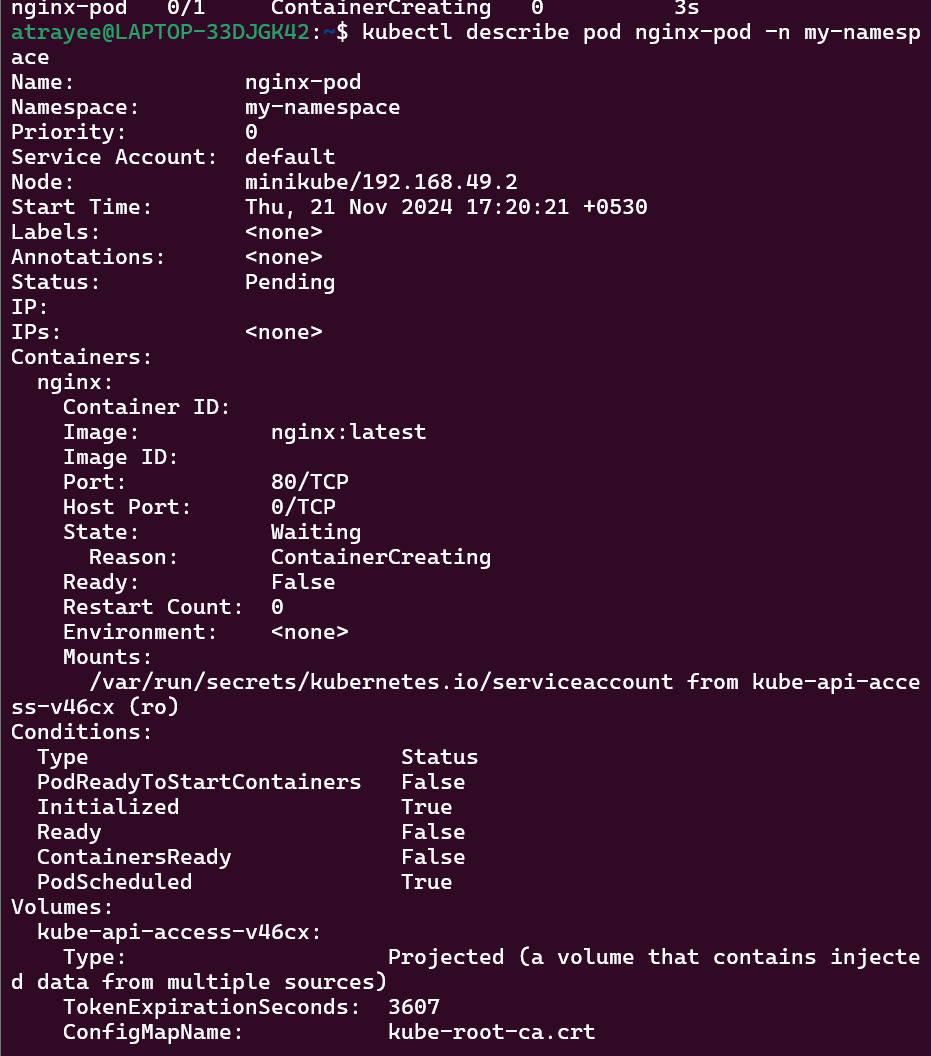 nginx-pod   0/1     ContainerCreating   0          3s
atrayee@LAPTOP-33DJGK42:~$ kubectl describe pod nginx-pod -n my-namesp
ace
Name:             nginx-pod
Namespace:        my-namespace
Priority:         0
Service Account:  default
Node:             minikube/192.168.49.2
Start Time:       Thu, 21 Nov 2024 17:20:21 +0530
Labels:           <none>
Annotations:      <none>
Status:           Pending
IP:
IPs:              <none>
Containers:
  nginx:
    Container ID:
    Image:          nginx:latest
    Image ID:
    Port:           80/TCP
    Host Port:      0/TCP
    State:          Waiting
      Reason:       ContainerCreating
    Ready:          False
    Restart Count:  0
    Environment:    <none>
    Mounts:
      /var/run/secrets/kubernetes.io/serviceaccount from kube-api-acce
ss-v46cx (ro)
Conditions:
  Type                        Status
  PodReadyToStartContainers   False
  Initialized                 True
  Ready                       False
  ContainersReady             False
  PodScheduled                True
Volumes:
  kube-api-access-v46cx:
    Type:                    Projected (a volume that contains injecte
d data from multiple sources)
    TokenExpirationSeconds:  3607
    ConfigMapName:           kube-root-ca.crt